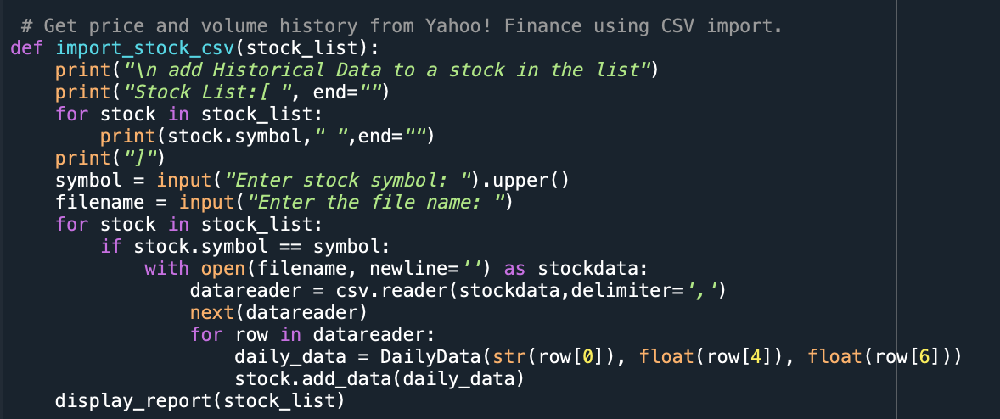 # Get price and volume history from Yahoo! Finance using CSV import.
def import_stock_csv(stock_list):
    print("\n add Historical Data to a stock in the list")
    print("Stock List:[ ", end="")
    for stock in stock_list:
        print(stock.symbol," ",end="")
    print("]")
    symbol = input("Enter stock symbol: ").upper()
    filename = input("Enter the file name: ")
    for stock in stock_list:
        if stock.symbol == symbol:
            with open(filename, newline='') as stockdata:
                datareader = csv.reader(stockdata,delimiter=',')
                next(datareader)
                for row in datareader:
                    daily_data = DailyData(str(row[0]), float(row[4]), float(row[6]))
                    stock.add_data(daily_data)
    display_report(stock_list)